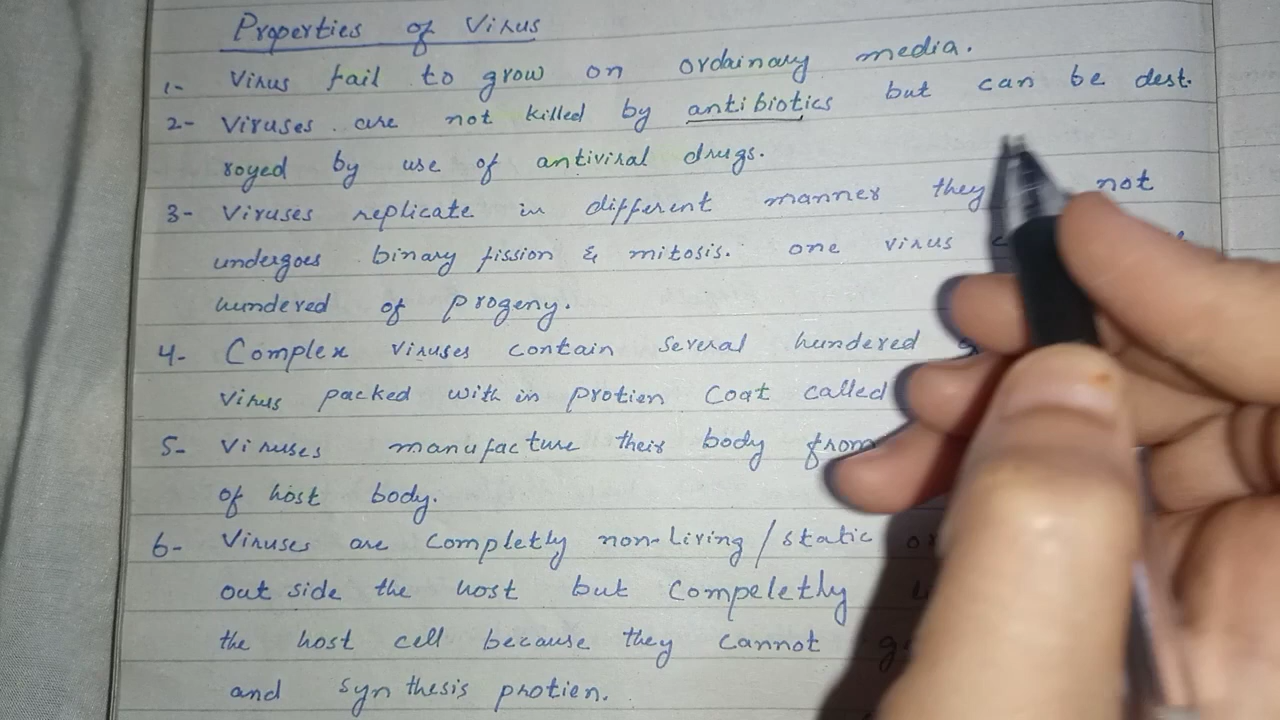 Properties of Virus
1- Virus fail to grow on ordainary media.
2- Viruses are not killed by antibiotics but can be dest.
royed by use of antiviral drugs.
3- Viruses replicate in different manner they not
undergoes binary fission & mitosis. one virus
hundered of progeny.
4- Complex viruses contain several hundered
virus packed with in protien coat called
5- Viruses manufacture their body from
of host body.
6- Viruses are completly non-living/static
out side the host but compeletly
the host cell because they cannot
and synthesis protien.